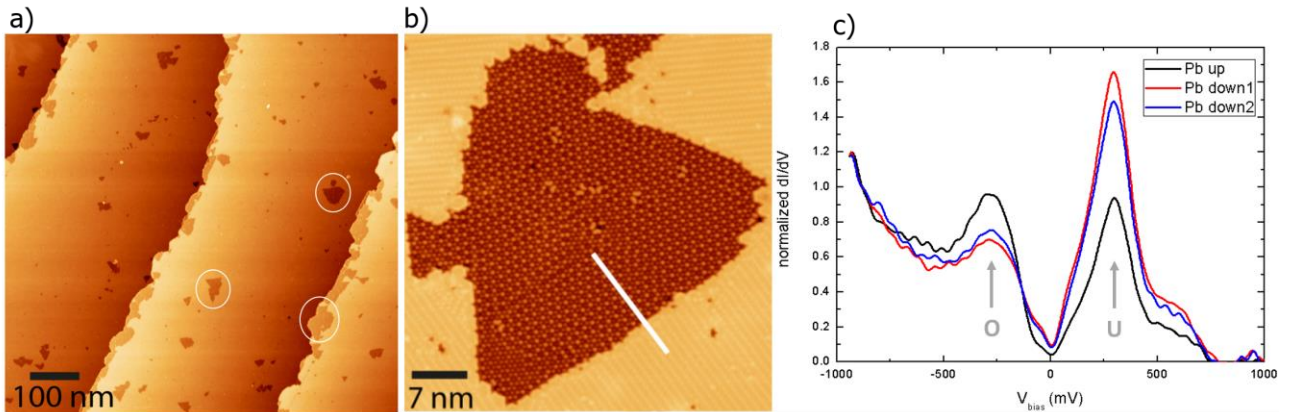 a)
b)
c)
100 nm
7 nm
normalized dI/dV
1.8
1.6
1.4
1.2
1.0
0.8
0.6
0.4
0.2
0.0
Pb up
Pb down1
Pb down2
O
U
-1000
-500
0
500
1000
V_bias (mV)